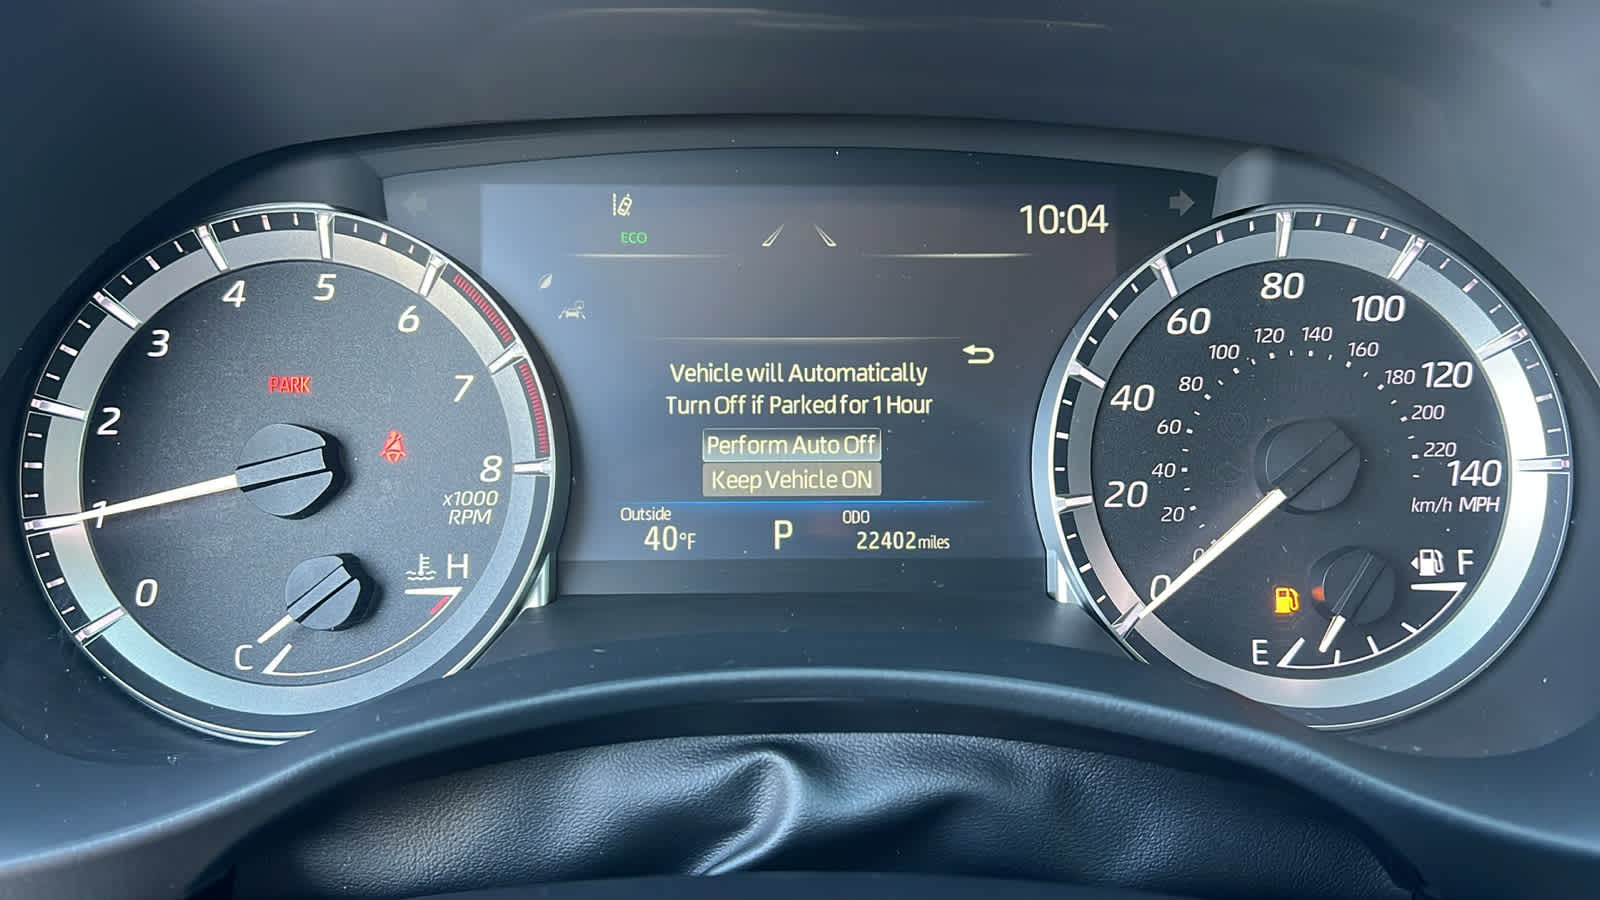 10:04
ECO
Vehicle will Automatically
Turn Off if Parked for 1 Hour
Perform Auto Off
Keep Vehicle ON
Outside
40°F
P
ODO
22402 miles
PARK
0
1
2
3
4
5
6
7
8
x1000
RPM
C
H
0
20
40
60
80
100
120
140
0
20
40
60
80
100
120
140
160
180
200
220
km/h MPH
E
F